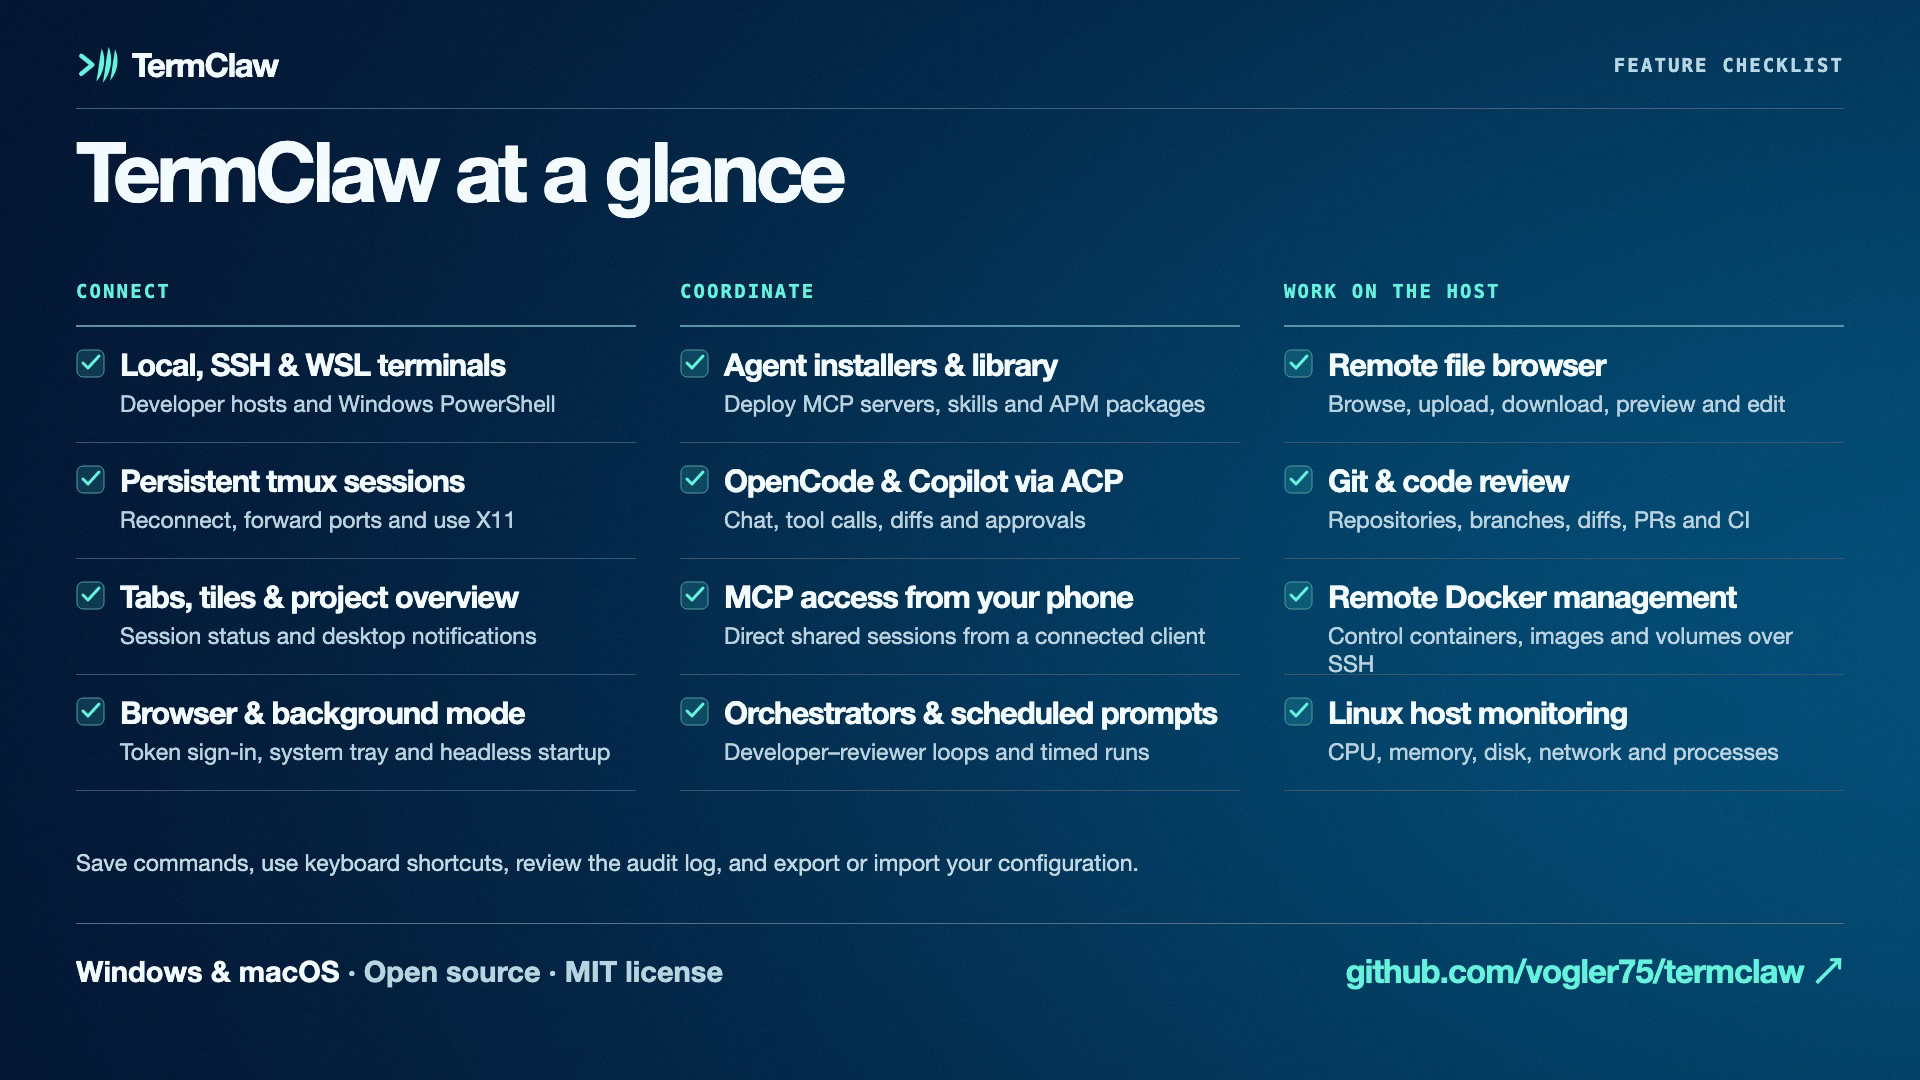 TermClaw
FEATURE CHECKLIST
TermClaw at a glance
CONNECT
Local, SSH & WSL terminals
Developer hosts and Windows PowerShell
Persistent tmux sessions
Reconnect, forward ports and use X11
Tabs, tiles & project overview
Session status and desktop notifications
Browser & background mode
Token sign-in, system tray and headless startup
COORDINATE
Agent installers & library
Deploy MCP servers, skills and APM packages
OpenCode & Copilot via ACP
Chat, tool calls, diffs and approvals
MCP access from your phone
Direct shared sessions from a connected client
Orchestrators & scheduled prompts
Developer–reviewer loops and timed runs
WORK ON THE HOST
Remote file browser
Browse, upload, download, preview and edit
Git & code review
Repositories, branches, diffs, PRs and CI
Remote Docker management
Control containers, images and volumes over
SSH
Linux host monitoring
CPU, memory, disk, network and processes
Save commands, use keyboard shortcuts, review the audit log, and export or import your configuration.
Windows & macOS · Open source · MIT license
github.com/vogler75/termclaw ↗